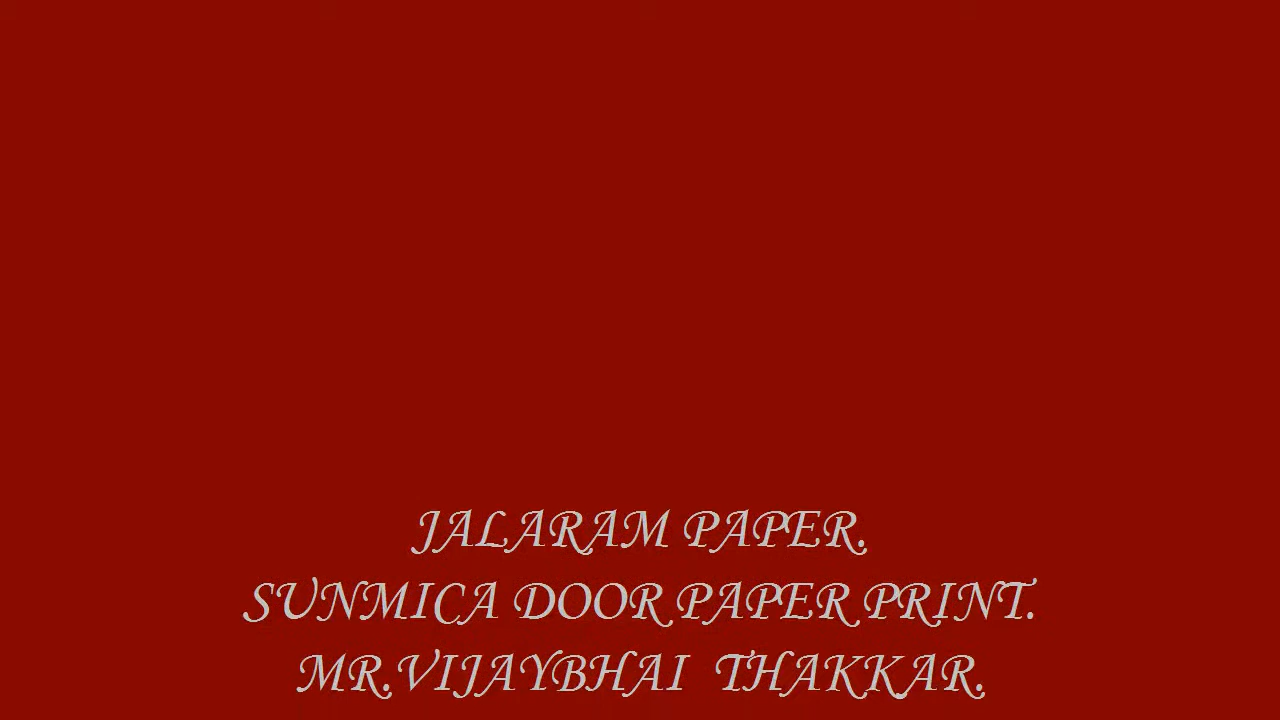 JALARAM PAPER.
SUNMICA DOOR PAPER PRINT.
MR.VIJAYBHAI  THAKKAR.